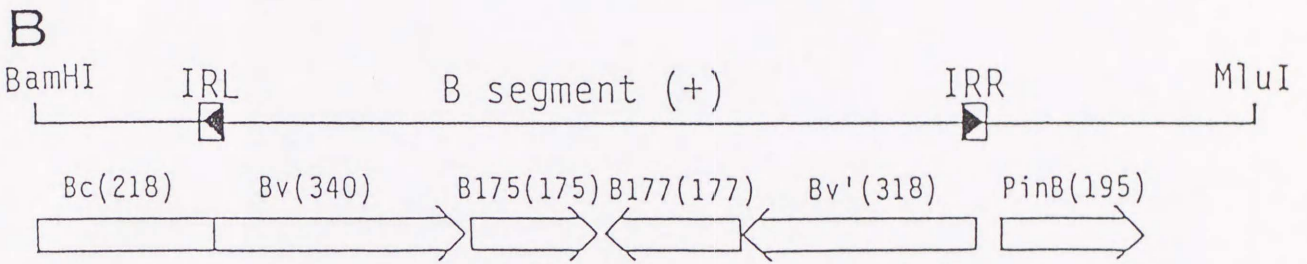 B
BamHI IRL B segment (+) IRR MluI
Bc(218) Bv(340) B175(175) B177(177) Bv'(318) PinB(195)